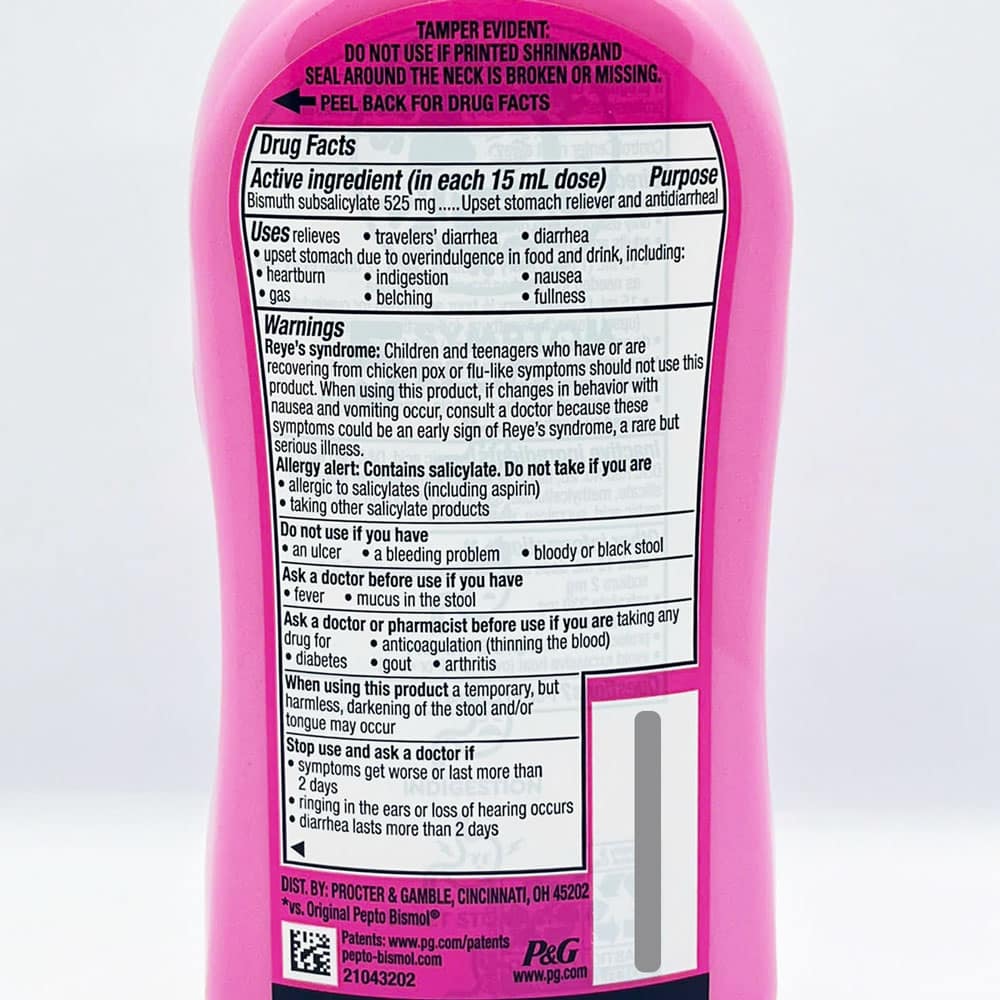 TAMPER EVIDENT:
DO NOT USE IF PRINTED SHRINKBAND
SEAL AROUND THE NECK IS BROKEN OR MISSING.
PEEL BACK FOR DRUG FACTS
Drug Facts
Active ingredient (in each 15 mL dose) Purpose
Bismuth subsalicylate 525 mg.....Upset stomach reliever and antidiarrheal
Uses relieves • travelers' diarrhea • diarrhea
• upset stomach due to overindulgence in food and drink, including:
• heartburn • indigestion • nausea
• gas • belching • fullness
Warnings
Reye's syndrome: Children and teenagers who have or are
recovering from chicken pox or flu-like symptoms should not use this
product. When using this product, if changes in behavior with
nausea and vomiting occur, consult a doctor because these
symptoms could be an early sign of Reye's syndrome, a rare but
serious illness.
Allergy alert: Contains salicylate. Do not take if you are
• allergic to salicylates (including aspirin)
• taking other salicylate products
Do not use if you have
• an ulcer • a bleeding problem • bloody or black stool
Ask a doctor before use if you have
• fever • mucus in the stool
Ask a doctor or pharmacist before use if you are taking any
drug for • anticoagulation (thinning the blood)
• diabetes • gout • arthritis
When using this product a temporary, but
harmless, darkening of the stool and/or
tongue may occur
Stop use and ask a doctor if
• symptoms get worse or last more than
2 days
• ringing in the ears or loss of hearing occurs
• diarrhea lasts more than 2 days
DIST. BY: PROCTER & GAMBLE, CINCINNATI, OH 45202
*vs. Original Pepto Bismol®
Patents: www.pg.com/patents
pepto-bismol.com
21043202
P&G
www.pg.com